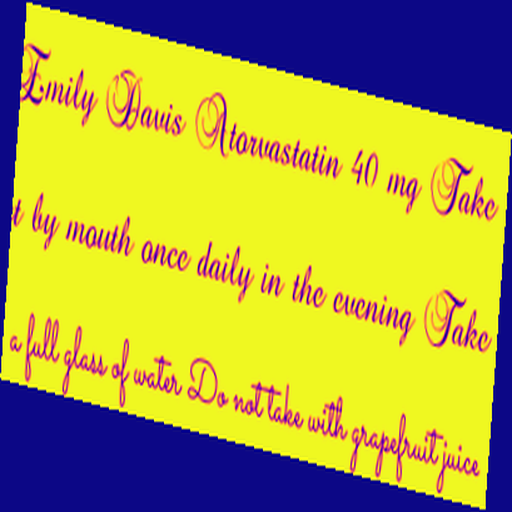 Emily Davis Atorvastatin 40 mg Take
by mouth once daily in the evening Take
a full glass of water Do not take with grapefruit juice